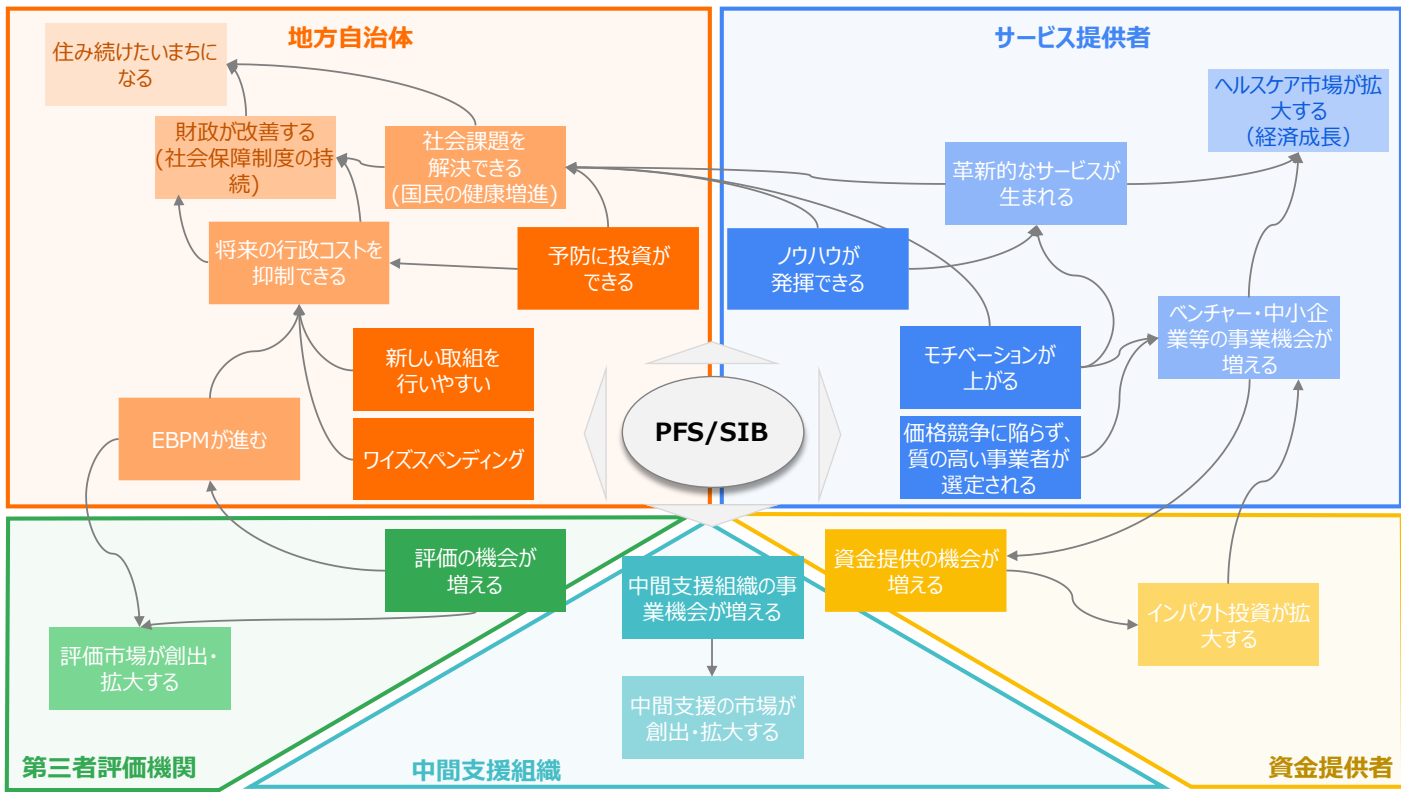 地方自治体
住み続けたいまちに
なる
財政が改善する
(社会保障制度の持
続)
社会課題を
解決できる
(国民の健康増進)
将来の行政コストを
抑制できる
予防に投資が
できる
新しい取組を
行いやすい
EBPMが進む
ワイズスペンディング
サービス提供者
ヘルスケア市場が拡
大する
(経済成長)
革新的なサービスが
生まれる
ノウハウが
発揮できる
ベンチャー・中小企
業等の事業機会が
増える
モチベーションが
上がる
価格競争に陥らず、
質の高い事業者が
選定される
PFS/SIB
評価の機会が
増える
評価市場が創出・
拡大する
第三者評価機関
中間支援組織の事
業機会が増える
中間支援の市場が
創出・拡大する
中間支援組織
資金提供の機会が
増える
インパクト投資が拡
大する
資金提供者